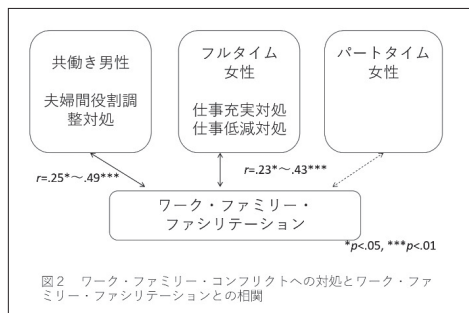 共働き男性
夫婦間役割調
整対処
フルタイム
女性
仕事充実対処
仕事低減対処
パートタイム
女性
r=.25*～.49***
r=.23*～.43***
ワーク・ファミリー・
ファシリテーション
*p<.05, ***p<.01
図２　ワーク・ファミリー・コンフリクトへの対処とワーク・ファ
ミリー・ファシリテーションとの相関